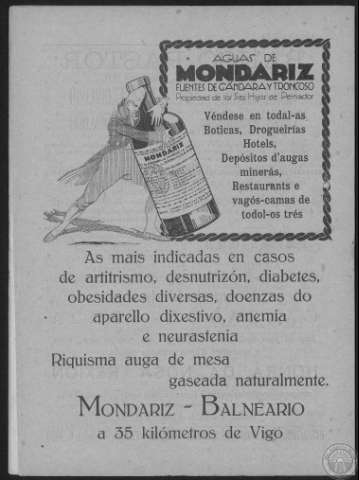 AGUAS DE
MONDARIZ
FUENTES DE GÁNDARA Y TRONCOSO
Propiedad de los Sres Hijos de Peinador
Véndese en todal-as
Boticas, Droguerías
Hotels,
Depósitos d'augas
minerás,
Restaurants e
vagós-camas de
todol-os trés
MONDARIZ
As mais indicadas en casos
de artitrismo, desnutrizón, diabetes,
obesidades diversas, doenzas do
aparello dixestivo, anemia
e neurastenia
Riquisma auga de mesa
gaseada naturalmente.
MONDARIZ - BALNEARIO
a 35 kilómetros de Vigo